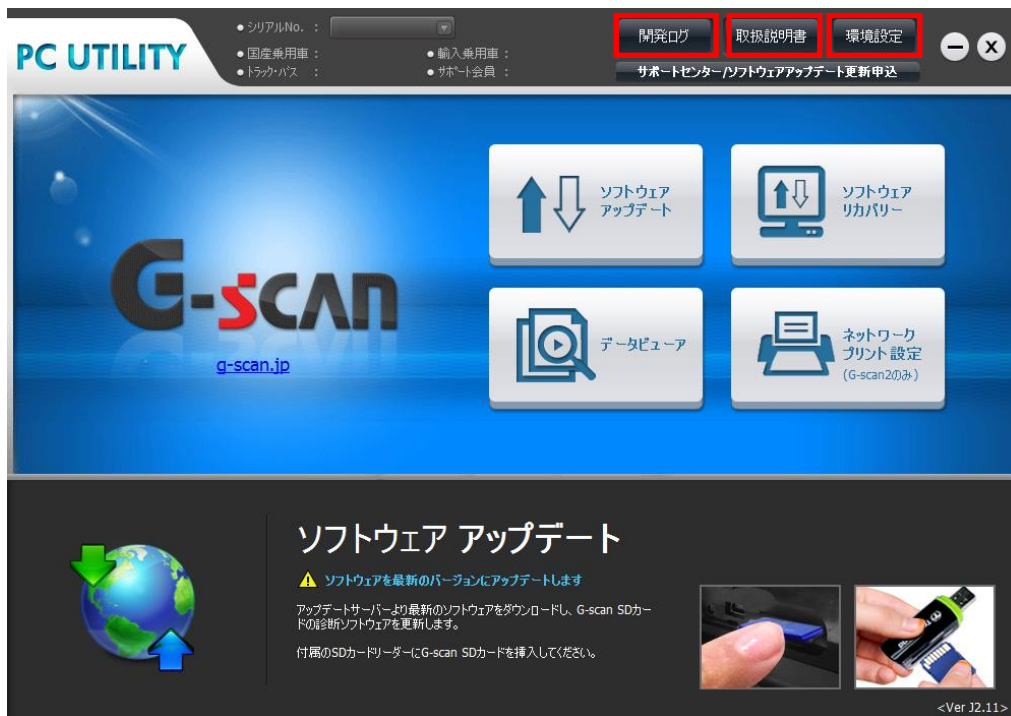 PC UTILITY
● シリアルNo. :
● 国産乗用車 :
● 輸入乗用車 :
● トラック・バス :
● サポート会員 :
開発ログ
取扱説明書
環境設定
サポートセンター/ソフトウェアアップデート更新申込
G-scan
g-scan.jp
ソフトウェア
アップデート
ソフトウェア
リカバリー
データビューア
ネットワーク
プリント設定
(G-scan2のみ)
ソフトウェア アップデート
ソフトウェアを最新のバージョンにアップデートします
アップデートサーバーより最新のソフトウェアをダウンロードし、G-scan SDカー
ドの診断ソフトウェアを更新します。
付属のSDカードリーダーにG-scan SDカードを挿入してください。
<Ver J2.11>